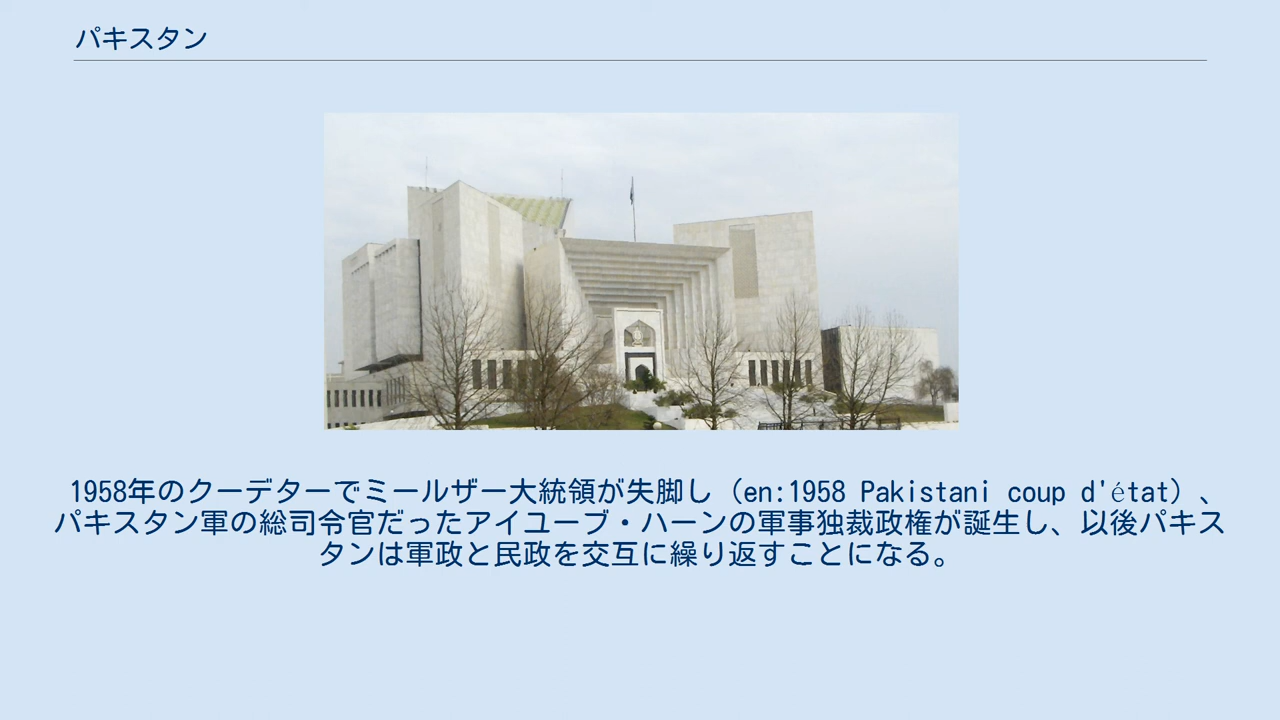 パキスタン
1958年のクーデターでミールザー大統領が失脚し（en:1958 Pakistani coup d'état）、
パキスタン軍の総司令官だったアイユーブ・ハーンの軍事独裁政権が誕生し、以後パキス
タンは軍政と民政を交互に繰り返すことになる。